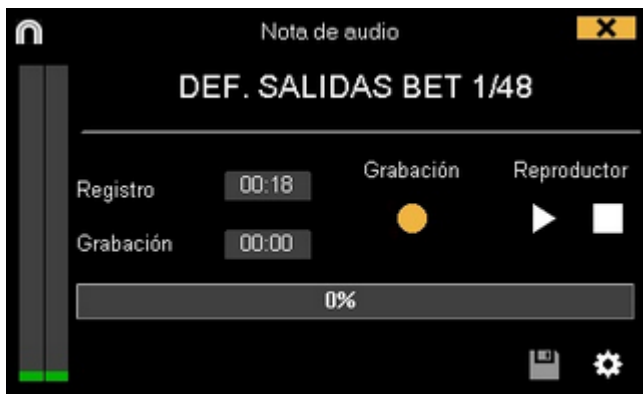 Nota de audio
DEF. SALIDAS BET 1/48
Grabación
Reproductor
Registro
00:18
Grabación
00:00
0%